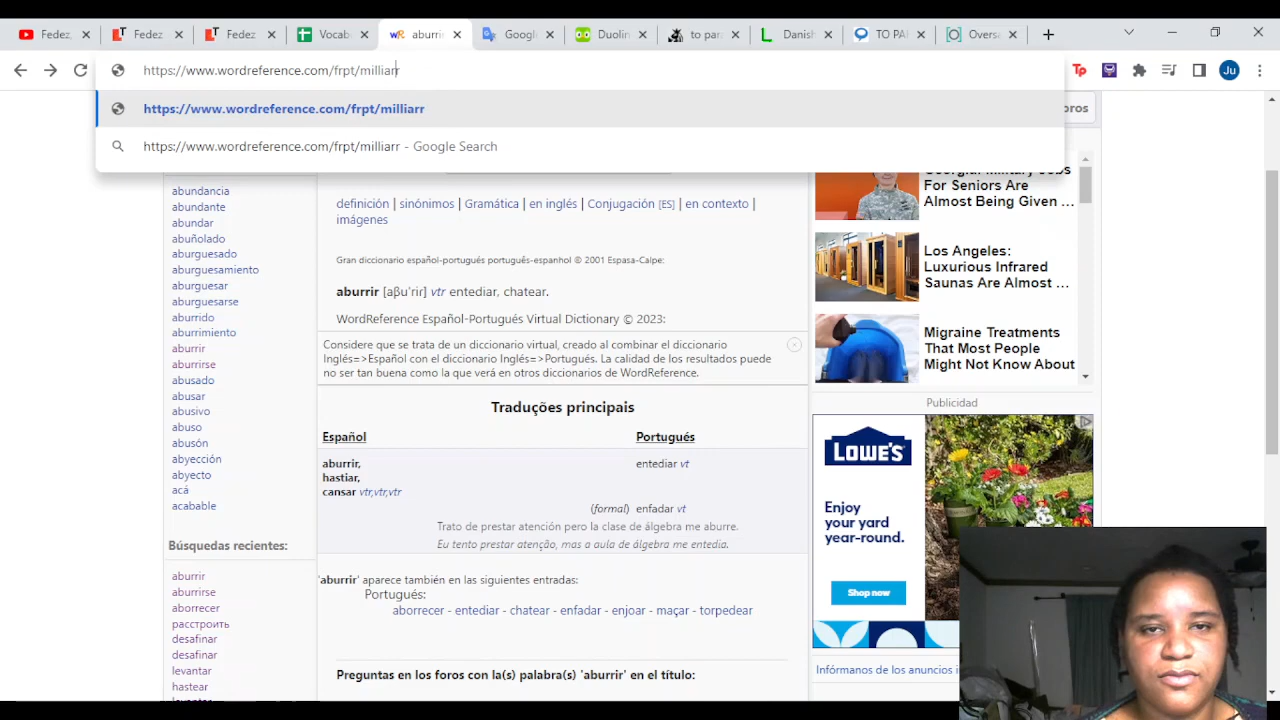 Fedez,
Fedez
Fedez
Vocab
aburri
Googl
Duolin
to par
Danish
TO PA
Overs
https://www.wordreference.com/frpt/milliarr
Ju
https://www.wordreference.com/frpt/milliarr
https://www.wordreference.com/frpt/milliarr - Google Search
abundancia
abundante
abundar
abuñolado
aburguesado
aburguesamiento
aburguesar
aburguesarse
aburrido
aburrimiento
aburrir
aburrirse
abusado
abusar
abusivo
abuso
abusón
abyección
abyecto
acá
acabable
Búsquedas recientes:
aburrir
aburrirse
aborrecer
расстроить
desafinar
desafinar
levantar
hastear
definición | sinónimos | Gramática | en inglés | Conjugación [ES] | en contexto |
imágenes
Gran diccionario español-portugués português-espanhol © 2001 Espasa-Calpe:
aburrir [aβu'rir] vtr entediar, chatear.
WordReference Español-Portugués Virtual Dictionary © 2023:
Considere que se trata de un diccionario virtual, creado al combinar el diccionario
Inglés=>Español con el diccionario Inglés=>Portugués. La calidad de los resultados puede
no ser tan buena como la que verá en otros diccionarios de WordReference.
Traduções principais
Español Portugués
aburrir, entediar vt
hastiar,
cansar vtr,vtr,vtr
(formal) enfadar vt
Trato de prestar atención pero la clase de álgebra me aburre.
Eu tento prestar atenção, mas a aula de álgebra me entedia.
'aburrir' aparece también en las siguientes entradas:
Portugués:
aborrecer - entediar - chatear - enfadar - enjoar - maçar - torpedear
Preguntas en los foros con la(s) palabra(s) 'aburrir' en el título:
For Seniors Are
Almost Being Given ...
Los Angeles:
Luxurious Infrared
Saunas Are Almost ...
Migraine Treatments
That Most People
Might Not Know About
Publicidad
LOWE'S
Enjoy
your yard
year-round.
Shop now
Infórmanos de los anuncios